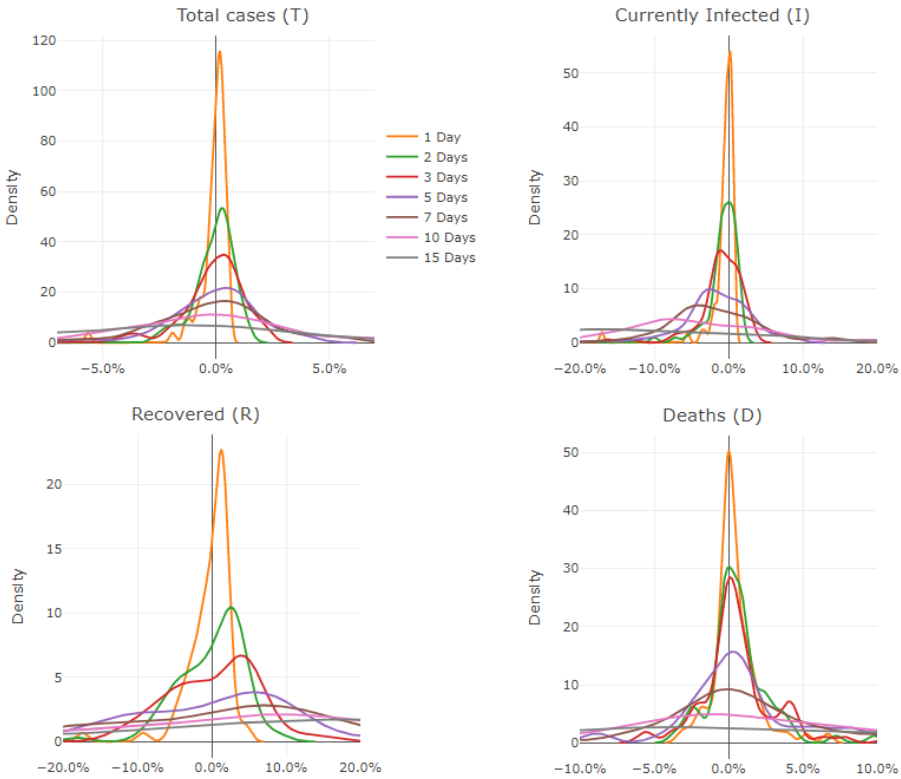 Total cases (T)
120
100
80
60
40
20
0
Density
−5.0%
0.0%
5.0%
1 Day
2 Days
3 Days
5 Days
7 Days
10 Days
15 Days
Currently Infected (I)
50
40
30
20
10
0
Density
−20.0%
−10.0%
0.0%
10.0%
20.0%
Recovered (R)
20
15
10
5
0
Density
−20.0%
−10.0%
0.0%
10.0%
20.0%
Deaths (D)
50
40
30
20
10
0
Density
−10.0%
−5.0%
0.0%
5.0%
10.0%